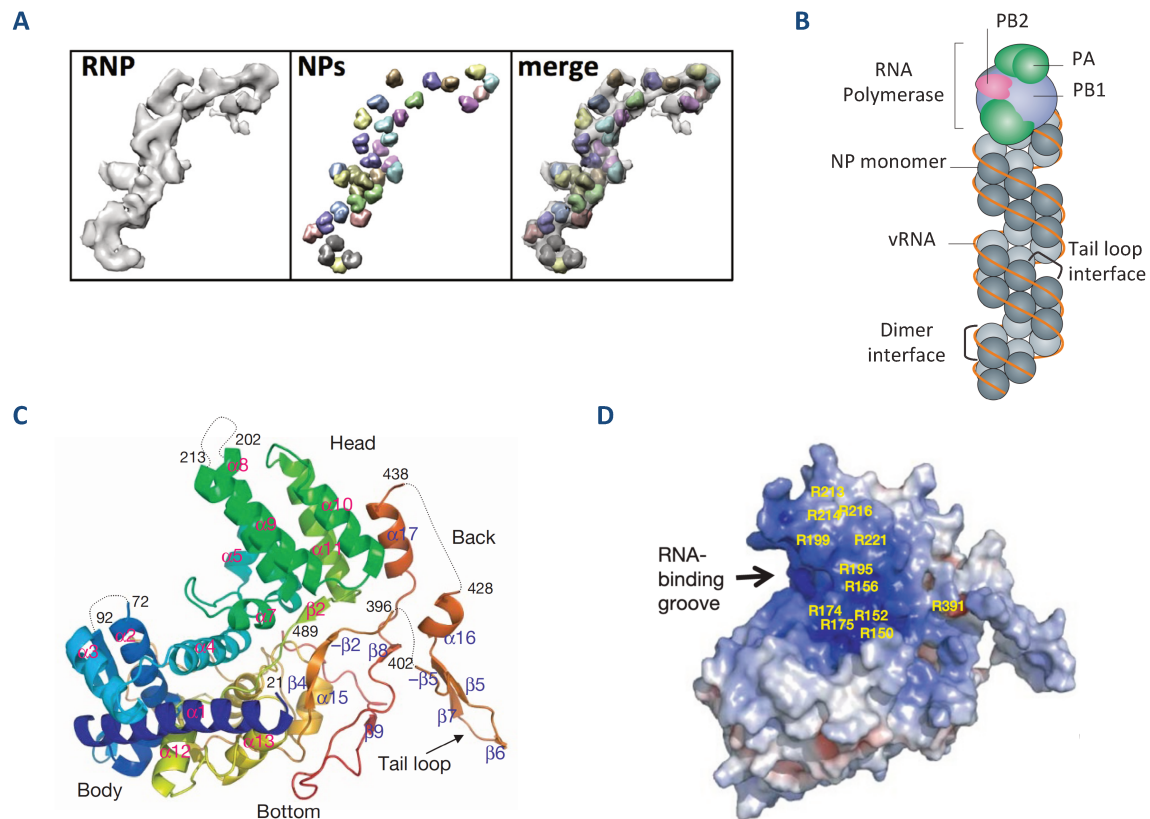 A
RNP
NPs
merge
B
PB2
PA
PB1
RNA
Polymerase
NP monomer
vRNA
Tail loop
interface
Dimer
interface
C
Head
202
213
α8
438
α10
α9
α17
Back
α5
α11
72
92
α2
α7
β2
396
428
489
α3
α4
–β2
β8
402
α16
21
β4
α15
–β5
β5
α1
β7
β9
α12
α13
β6
Tail loop
Body
Bottom
D
R213
R214
R216
R199
R221
RNA-
binding
groove
R195
R156
R391
R174
R152
R175
R150